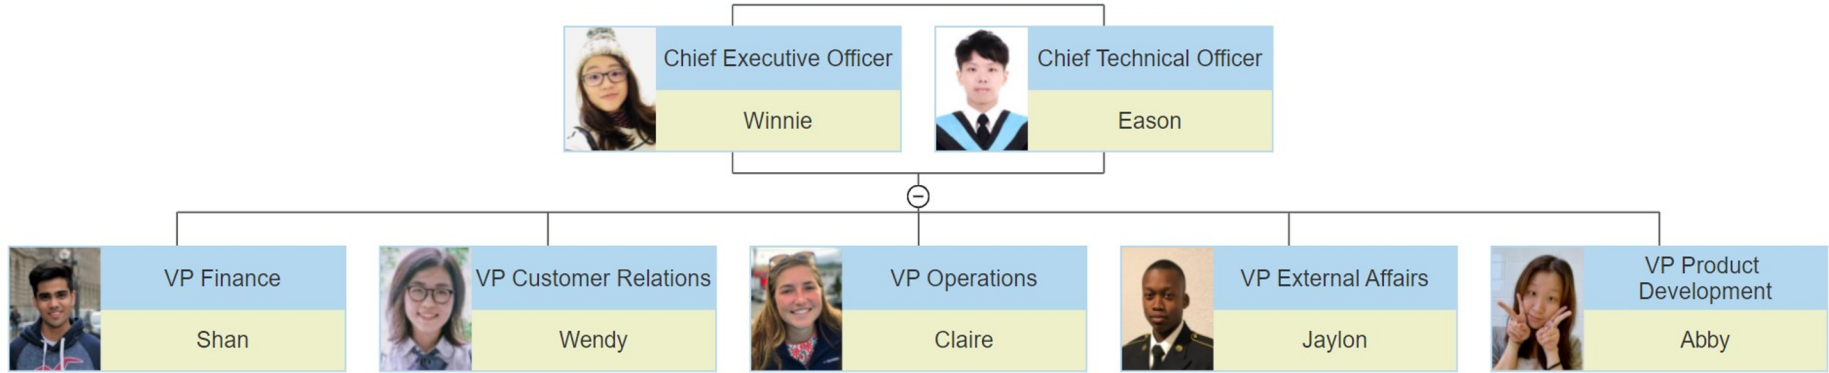 Chief Executive Officer
Winnie
Chief Technical Officer
Eason
VP Finance
Shan
VP Customer Relations
Wendy
VP Operations
Claire
VP External Affairs
Jaylon
VP Product
Development
Abby